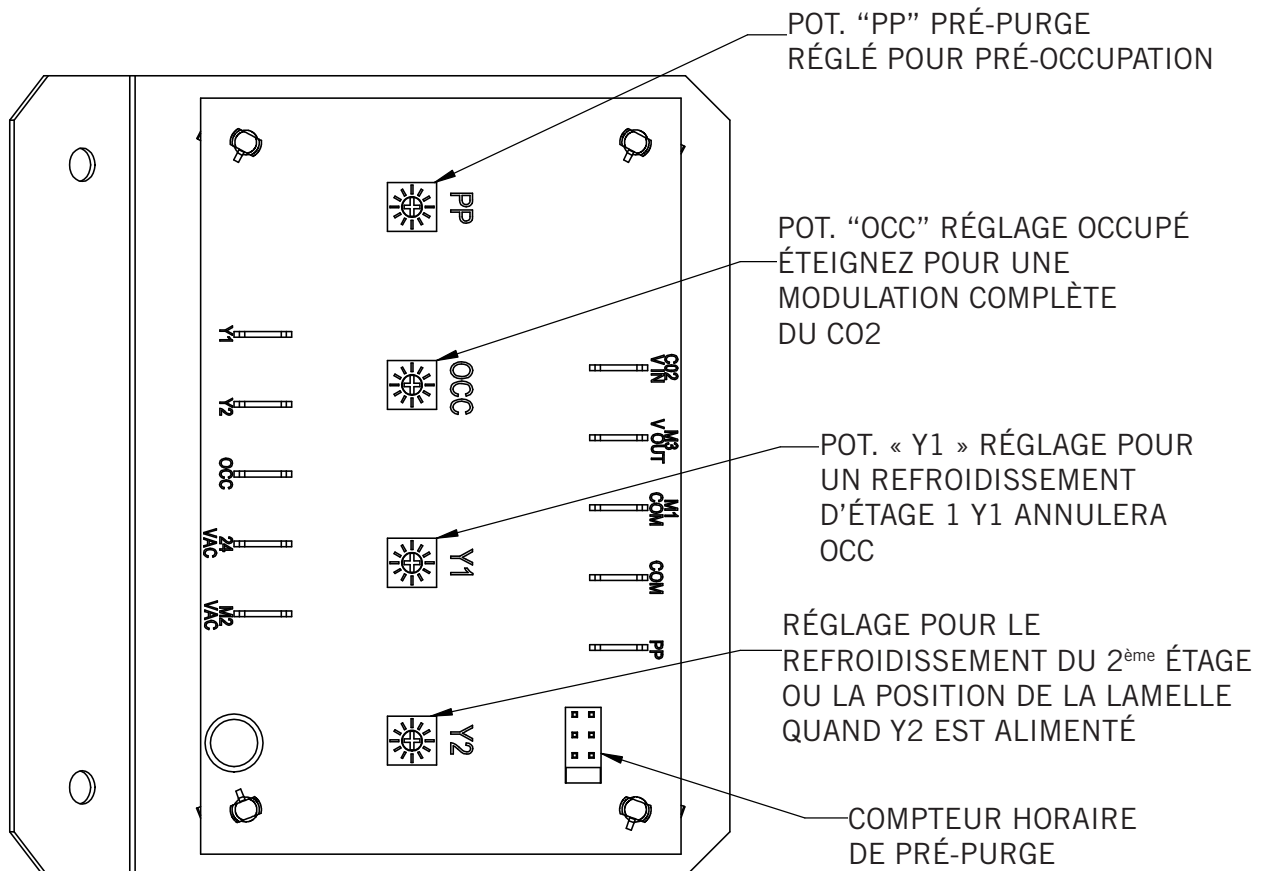 POT. “PP” PRÉ-PURGE
RÉGLÉ POUR PRÉ-OCCUPATION
PP
POT. “OCC” RÉGLAGE OCCUPÉ
ÉTEIGNEZ POUR UNE
MODULATION COMPLÈTE
DU CO2
OCC
Y1
Y2
OCC
24
VAC
M2
VAC
C02
V IN
M3
V OUT
M1
COM
COM
PP
POT. « Y1 » RÉGLAGE POUR
UN REFROIDISSEMENT
D’ÉTAGE 1 Y1 ANNULERA
OCC
Y1
RÉGLAGE POUR LE
REFROIDISSEMENT DU 2ème ÉTAGE
OU LA POSITION DE LA LAMELLE
QUAND Y2 EST ALIMENTÉ
Y2
COMPTEUR HORAIRE
DE PRÉ-PURGE